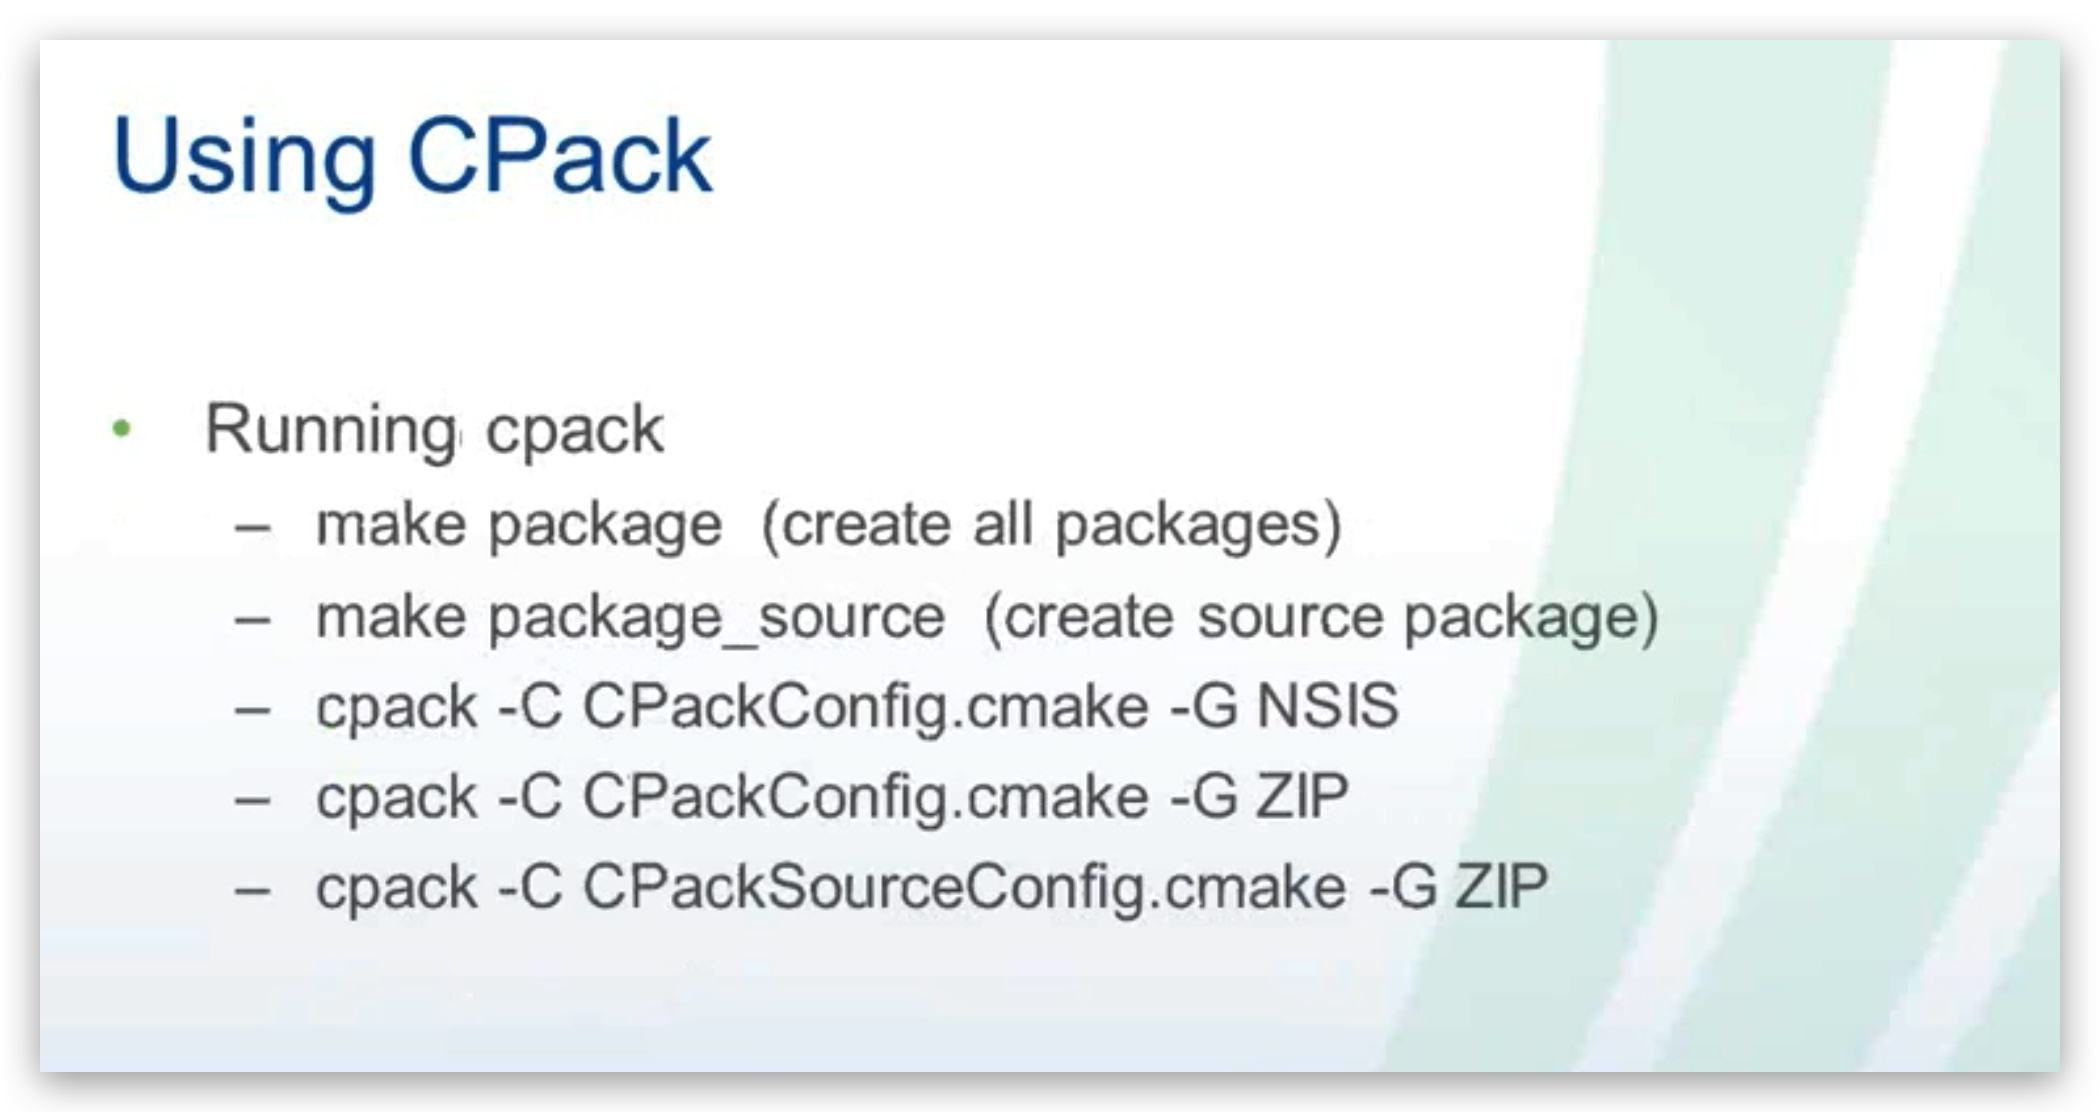 Using CPack
• Running cpack
– make package (create all packages)
– make package_source (create source package)
– cpack -C CPackConfig.cmake -G NSIS
– cpack -C CPackConfig.cmake -G ZIP
– cpack -C CPackSourceConfig.cmake -G ZIP